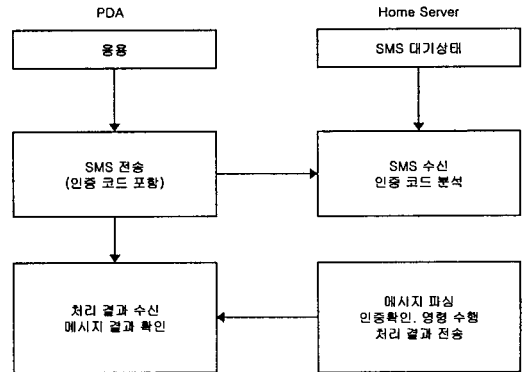 PDA
Home Server
응용
SMS 대기상태
SMS 전송
(인증 코드 포함)
SMS 수신
인증 코드 분석
처리 결과 수신
메시지 결과 확인
메시지 파싱
인증확인, 명령 수행
처리 결과 전송